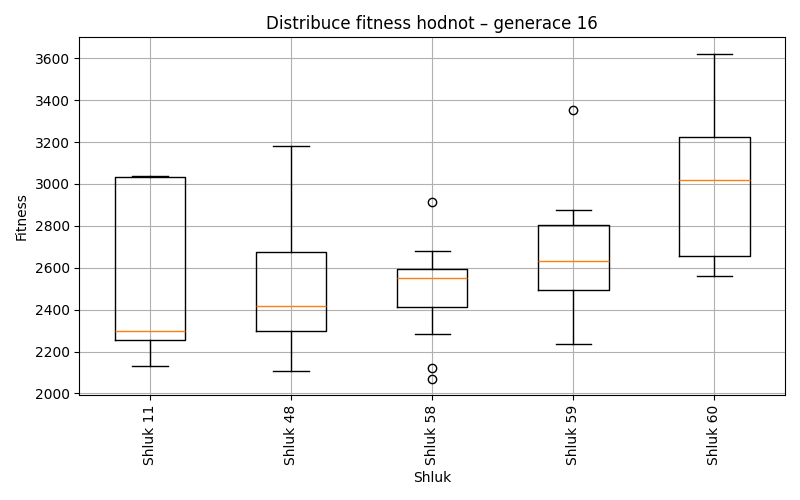 Distribuce fitness hodnot – generace 16
3600
3400
3200
3000
2800
2600
2400
2200
2000
Fitness
Shluk 11
Shluk 48
Shluk 58
Shluk 59
Shluk 60
Shluk